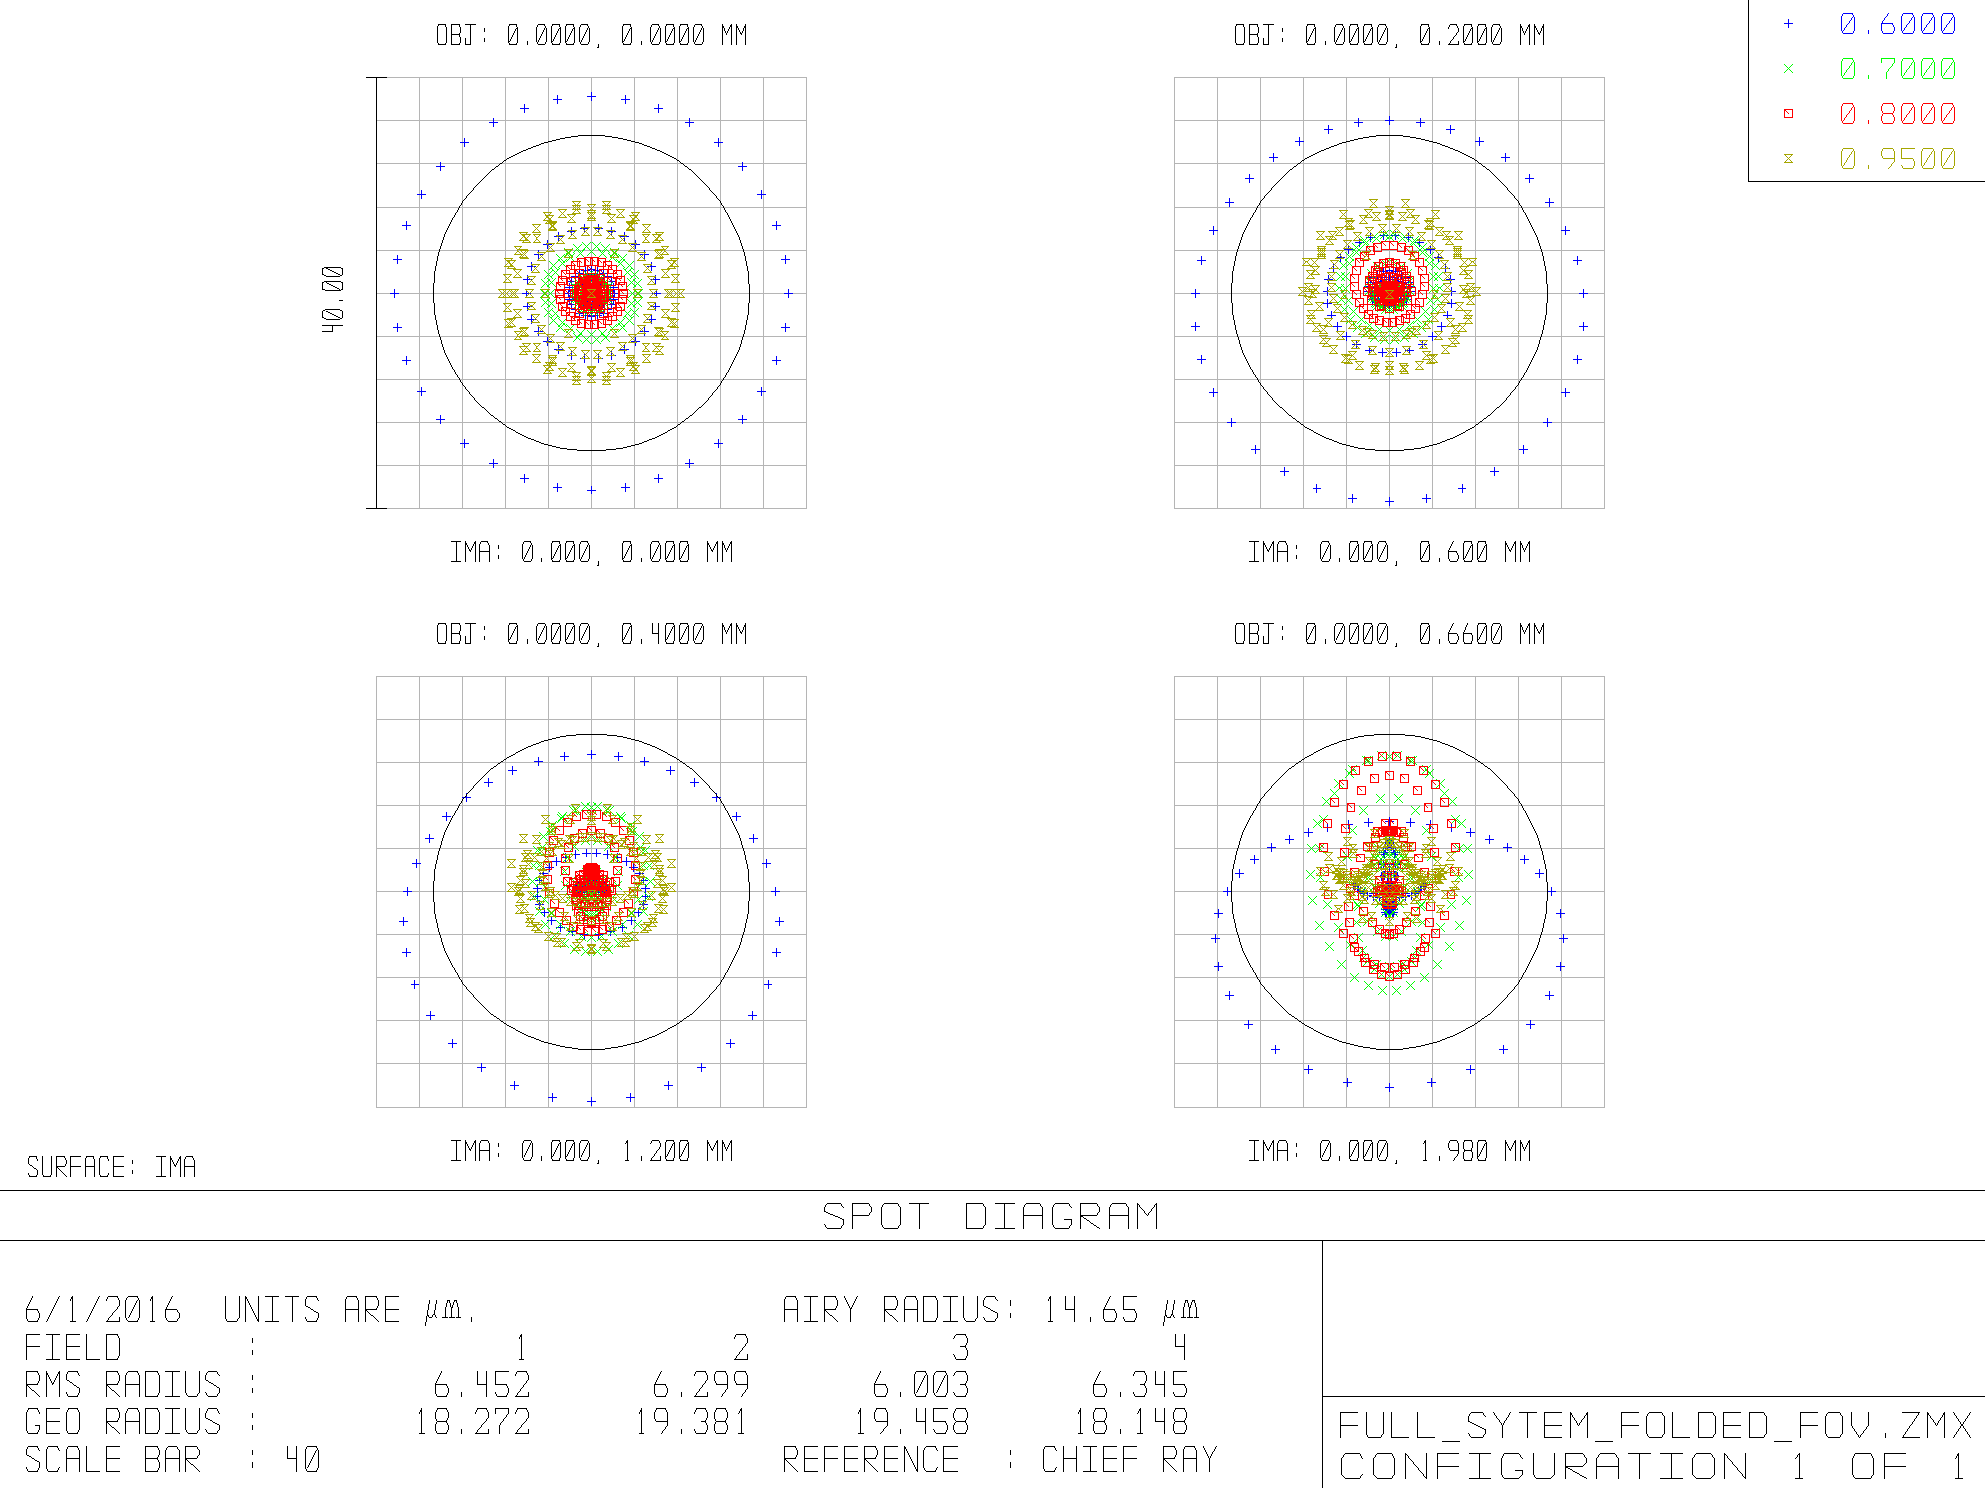 OBJ: 0.0000, 0.0000 MM
OBJ: 0.0000, 0.2000 MM
0.6000
0.7000
0.8000
0.9500
40.00
IMA: 0.000, 0.000 MM
IMA: 0.000, 0.600 MM
OBJ: 0.0000, 0.4000 MM
OBJ: 0.0000, 0.6600 MM
IMA: 0.000, 1.200 MM
IMA: 0.000, 1.980 MM
SURFACE: IMA
SPOT DIAGRAM
6/1/2016 UNITS ARE µm. AIRY RADIUS: 14.65 µm
FIELD : 1 2 3 4
RMS RADIUS : 6.452 6.299 6.003 6.345
GEO RADIUS : 18.272 19.381 19.458 18.148
SCALE BAR : 40 REFERENCE : CHIEF RAY
FULL_SYTEM_FOLDED_FOV.ZMX
CONFIGURATION 1 OF 1